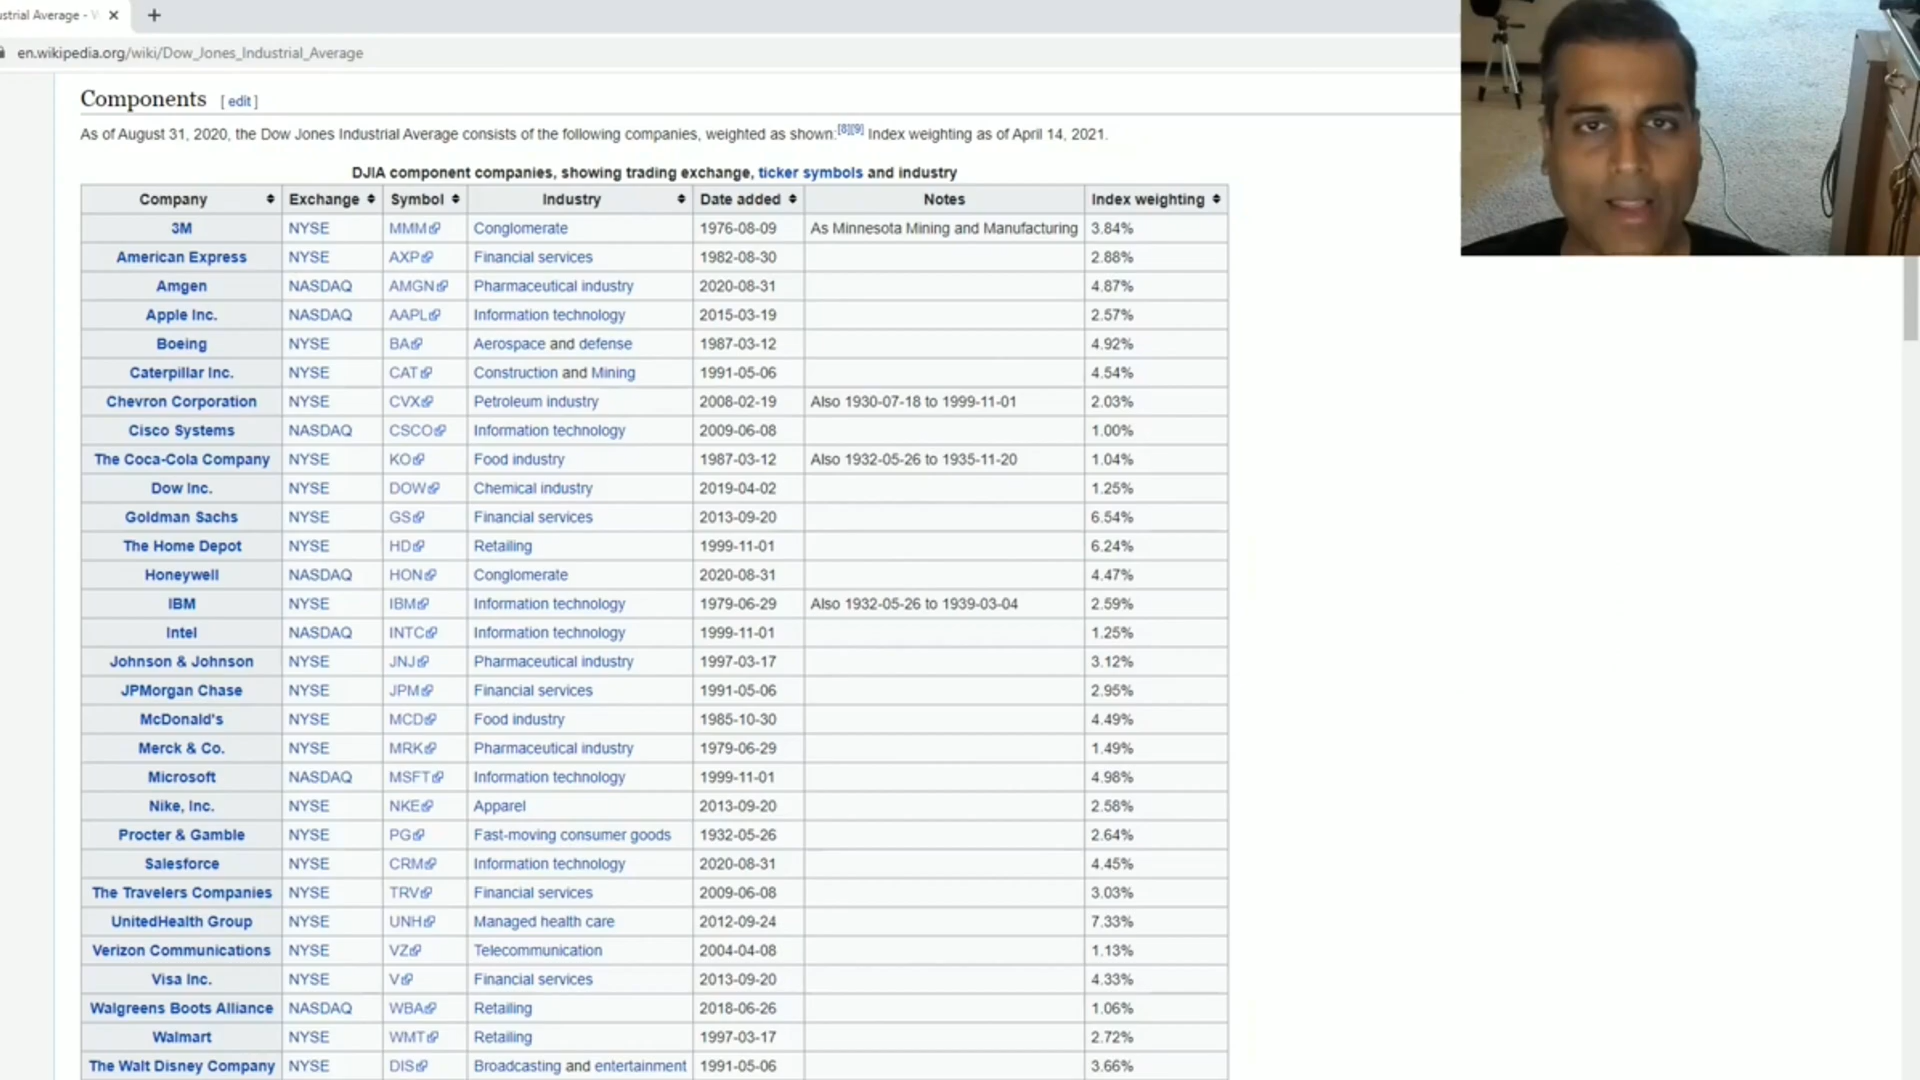 ustrial Average - W
en.wikipedia.org/wiki/Dow_Jones_Industrial_Average
Components [ edit ]
As of August 31, 2020, the Dow Jones Industrial Average consists of the following companies, weighted as shown:[8][9] Index weighting as of April 14, 2021.
DJIA component companies, showing trading exchange, ticker symbols and industry
Company Exchange Symbol Industry Date added Notes Index weighting
3M NYSE MMM Conglomerate 1976-08-09 As Minnesota Mining and Manufacturing 3.84%
American Express NYSE AXP Financial services 1982-08-30 2.88%
Amgen NASDAQ AMGN Pharmaceutical industry 2020-08-31 4.87%
Apple Inc. NASDAQ AAPL Information technology 2015-03-19 2.57%
Boeing NYSE BA Aerospace and defense 1987-03-12 4.92%
Caterpillar Inc. NYSE CAT Construction and Mining 1991-05-06 4.54%
Chevron Corporation NYSE CVX Petroleum industry 2008-02-19 Also 1930-07-18 to 1999-11-01 2.03%
Cisco Systems NASDAQ CSCO Information technology 2009-06-08 1.00%
The Coca-Cola Company NYSE KO Food industry 1987-03-12 Also 1932-05-26 to 1935-11-20 1.04%
Dow Inc. NYSE DOW Chemical industry 2019-04-02 1.25%
Goldman Sachs NYSE GS Financial services 2013-09-20 6.54%
The Home Depot NYSE HD Retailing 1999-11-01 6.24%
Honeywell NASDAQ HON Conglomerate 2020-08-31 4.47%
IBM NYSE IBM Information technology 1979-06-29 Also 1932-05-26 to 1939-03-04 2.59%
Intel NASDAQ INTC Information technology 1999-11-01 1.25%
Johnson & Johnson NYSE JNJ Pharmaceutical industry 1997-03-17 3.12%
JPMorgan Chase NYSE JPM Financial services 1991-05-06 2.95%
McDonald's NYSE MCD Food industry 1985-10-30 4.49%
Merck & Co. NYSE MRK Pharmaceutical industry 1979-06-29 1.49%
Microsoft NASDAQ MSFT Information technology 1999-11-01 4.98%
Nike, Inc. NYSE NKE Apparel 2013-09-20 2.58%
Procter & Gamble NYSE PG Fast-moving consumer goods 1932-05-26 2.64%
Salesforce NYSE CRM Information technology 2020-08-31 4.45%
The Travelers Companies NYSE TRV Financial services 2009-06-08 3.03%
UnitedHealth Group NYSE UNH Managed health care 2012-09-24 7.33%
Verizon Communications NYSE VZ Telecommunication 2004-04-08 1.13%
Visa Inc. NYSE V Financial services 2013-09-20 4.33%
Walgreens Boots Alliance NASDAQ WBA Retailing 2018-06-26 1.06%
Walmart NYSE WMT Retailing 1997-03-17 2.72%
The Walt Disney Company NYSE DIS Broadcasting and entertainment 1991-05-06 3.66%